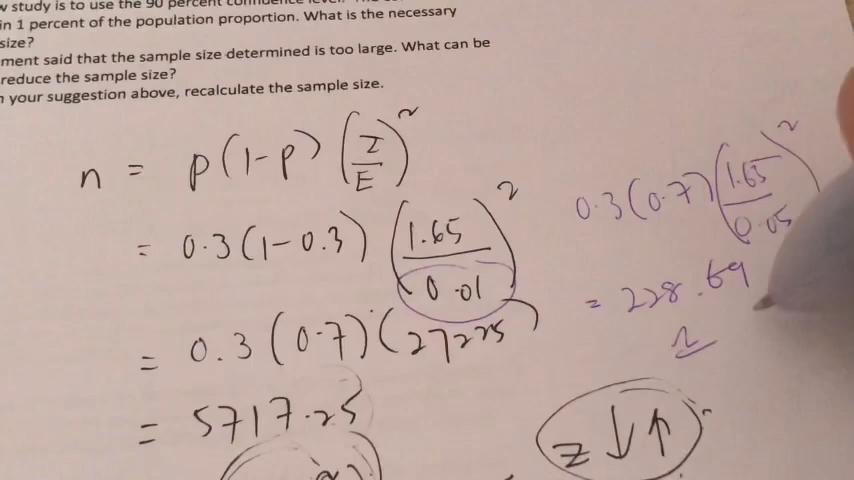 study is to use the 90 percent confidence level.
in 1 percent of the population proportion. What is the necessary
size?
ment said that the sample size determined is too large. What can be
reduce the sample size?
your suggestion above, recalculate the sample size.
n = p(1-p) (Z/E)²
= 0.3(1-0.3) (1.65/0.01)²
= 0.3(0.7)(27225)
= 5717.25
0.3(0.7)(1.65/0.05)²
= 228.69
z ↓ ↑